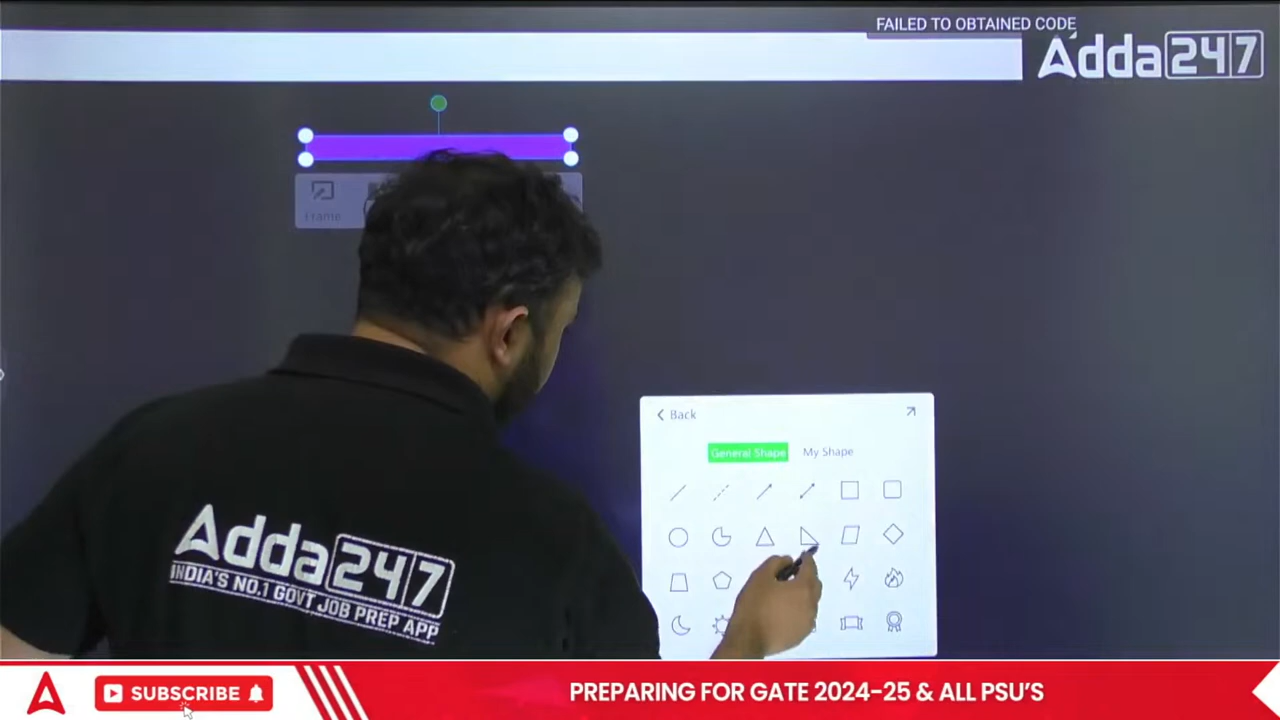 FAILED TO OBTAINED CODE
Adda247
Frame
Back
General Shape My Shape
Adda247
INDIA'S NO.1 GOVT JOB PREP APP
SUBSCRIBE
PREPARING FOR GATE 2024-25 & ALL PSU'S